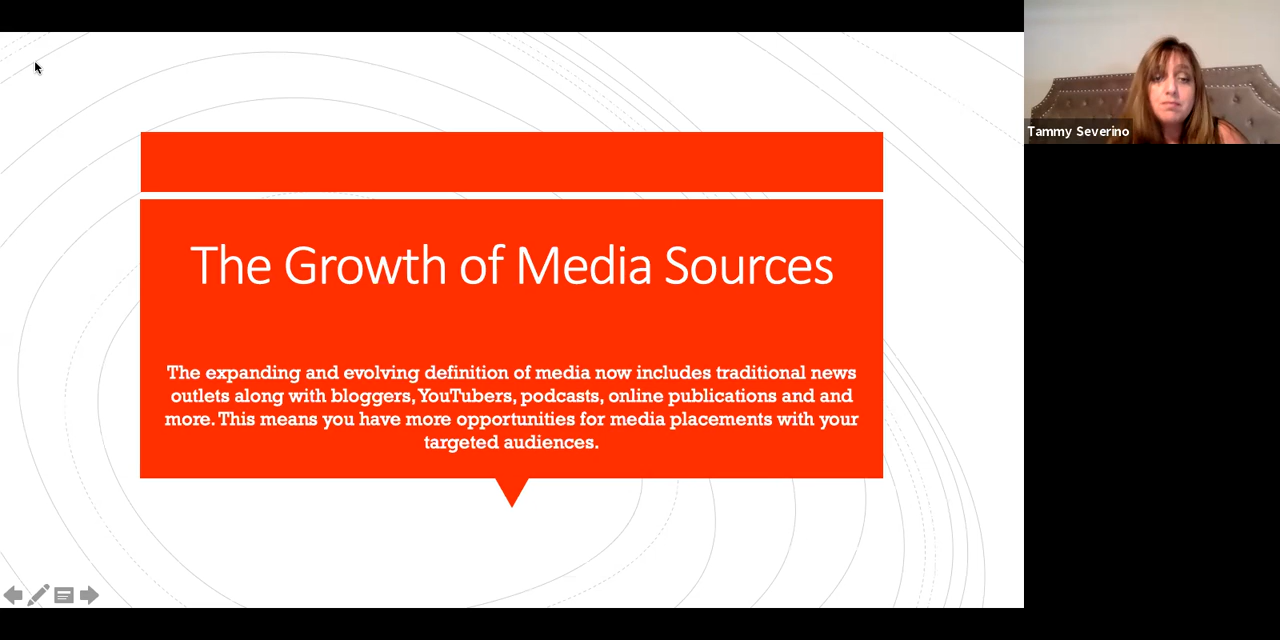 The Growth of Media Sources
The expanding and evolving definition of media now includes traditional news
outlets along with bloggers, YouTubers, podcasts, online publications and and
more. This means you have more opportunities for media placements with your
targeted audiences.
Tammy Severino